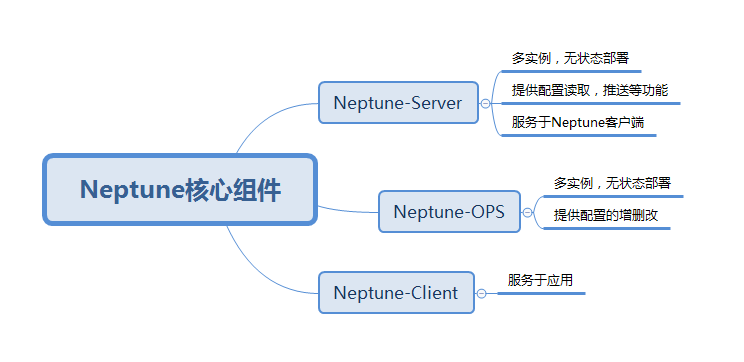 Neptune核心组件
Neptune-Server
多实例，无状态部署
提供配置读取，推送等功能
服务于Neptune客户端
Neptune-OPS
多实例，无状态部署
提供配置的增删改
Neptune-Client
服务于应用